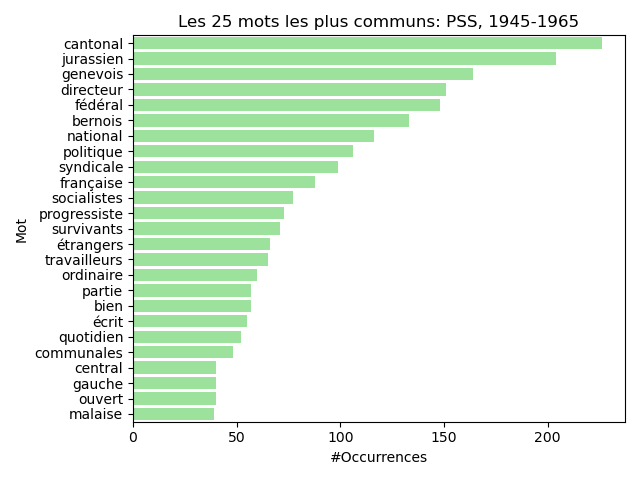 Les 25 mots les plus communs: PSS, 1945-1965
cantonal
jurassien
genevois
directeur
fédéral
bernois
national
politique
syndicale
française
socialistes
progressiste
survivants
étrangers
travailleurs
ordinaire
partie
bien
écrit
quotidien
communales
central
gauche
ouvert
malaise
Mot
0 50 100 150 200
#Occurrences